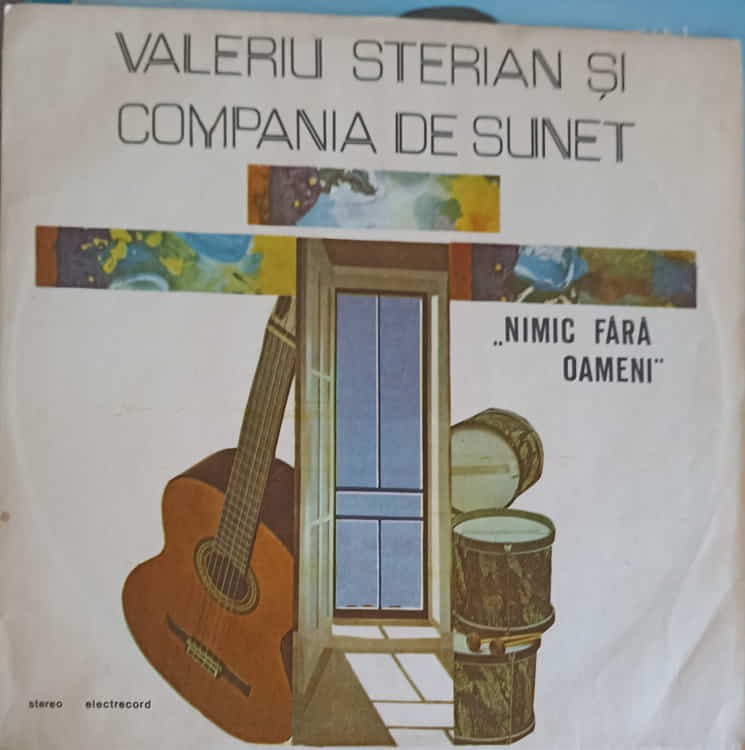 VALERIU STERIAN ȘI
COMPANIA DE SUNET
„NIMIC FĂRĂ
OAMENI”
stereo electrecord